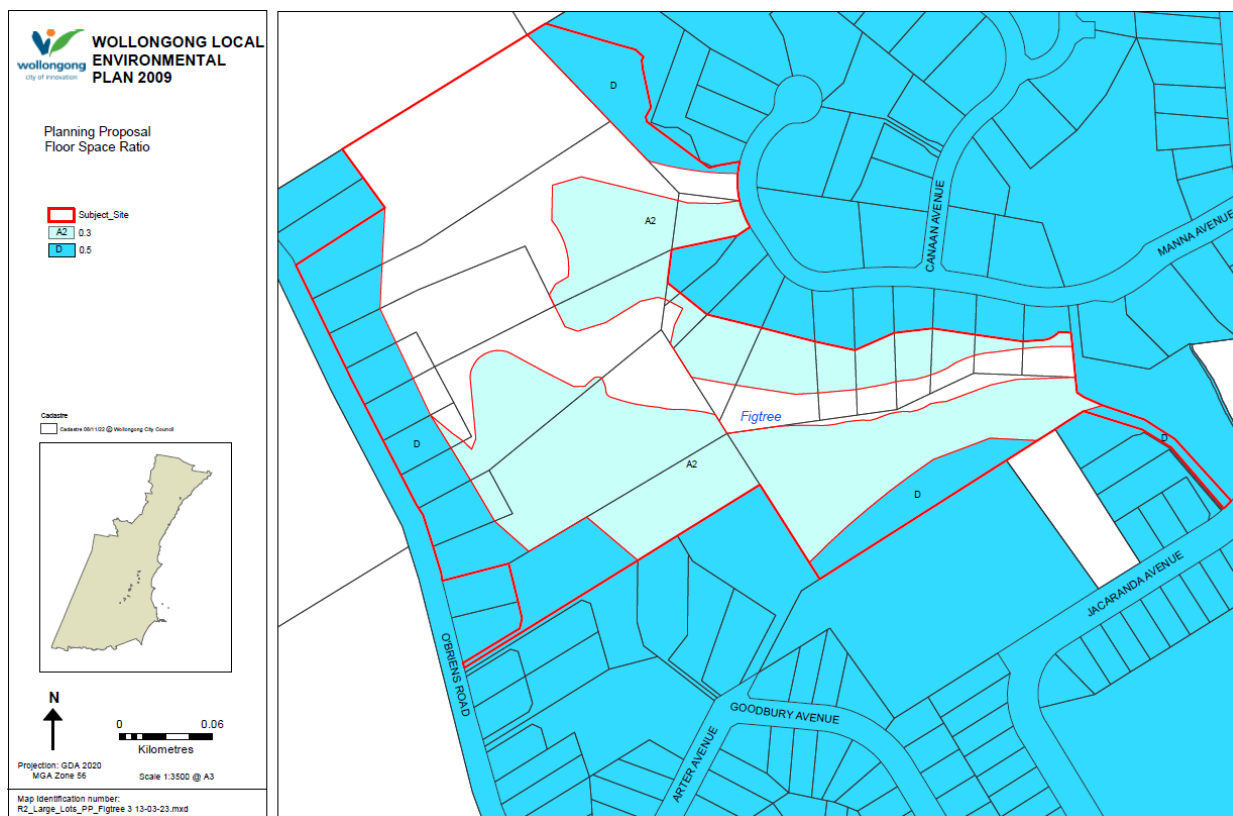 WOLLONGONG LOCAL
ENVIRONMENTAL
PLAN 2009
wollongong
city of innovation
Planning Proposal
Floor Space Ratio
Subject_Site
A2 0.3
D 0.5
Cadastre
Cadastre 08/11/22 @ Wollongong City Council
N
0 0.06
Kilometres
Projection: GDA 2020
MGA Zone 56
Scale 1:3500 @ A3
Map Identification number:
R2_Large_Lots_PP_Figtree 3 13-03-23.mxd
D
A2
CANAAN AVENUE
MANNA AVENUE
Figtree
D
D
A2
D
JACARANDA AVENUE
O'BRIENS ROAD
GOODBURY AVENUE
ARTER AVENUE